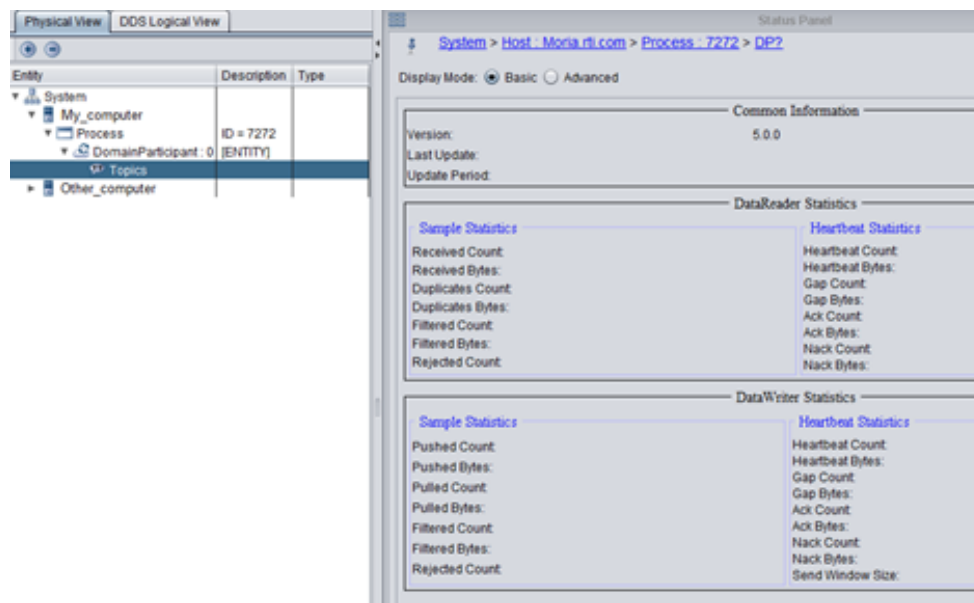 Physical View DDS Logical View
Entity Description Type
System
My_computer
Process ID = 7272
DomainParticipant : 0 [ENTITY]
Topics
Other_computer
Status Panel
System > Host : Moria.rti.com > Process : 7272 > DP?
Display Mode: Basic Advanced
Common Information
Version: 5.0.0
Last Update:
Update Period:
DataReader Statistics
Sample Statistics
Received Count:
Received Bytes:
Duplicates Count:
Duplicates Bytes:
Filtered Count:
Filtered Bytes:
Rejected Count:
Heartbeat Statistics
Heartbeat Count:
Heartbeat Bytes:
Gap Count:
Gap Bytes:
Ack Count:
Ack Bytes:
Nack Count:
Nack Bytes:
DataWriter Statistics
Sample Statistics
Pushed Count:
Pushed Bytes:
Pulled Count:
Pulled Bytes:
Filtered Count:
Filtered Bytes:
Rejected Count:
Heartbeat Statistics
Heartbeat Count:
Heartbeat Bytes:
Gap Count:
Gap Bytes:
Ack Count:
Ack Bytes:
Nack Count:
Nack Bytes:
Send Window Size: